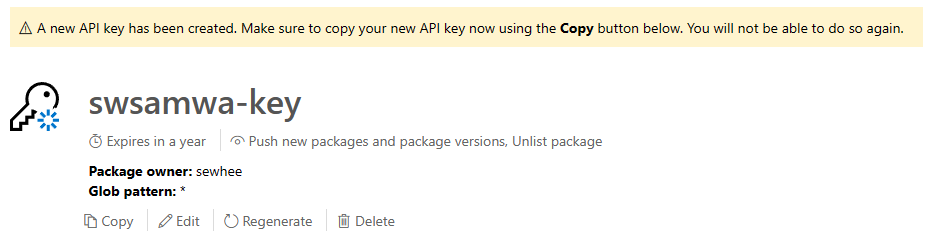 A new API key has been created. Make sure to copy your new API key now using the Copy button below. You will not be able to do so again.
swsamwa-key
Expires in a year Push new packages and package versions, Unlist package
Package owner: sewhee
Glob pattern: *
Copy Edit Regenerate Delete